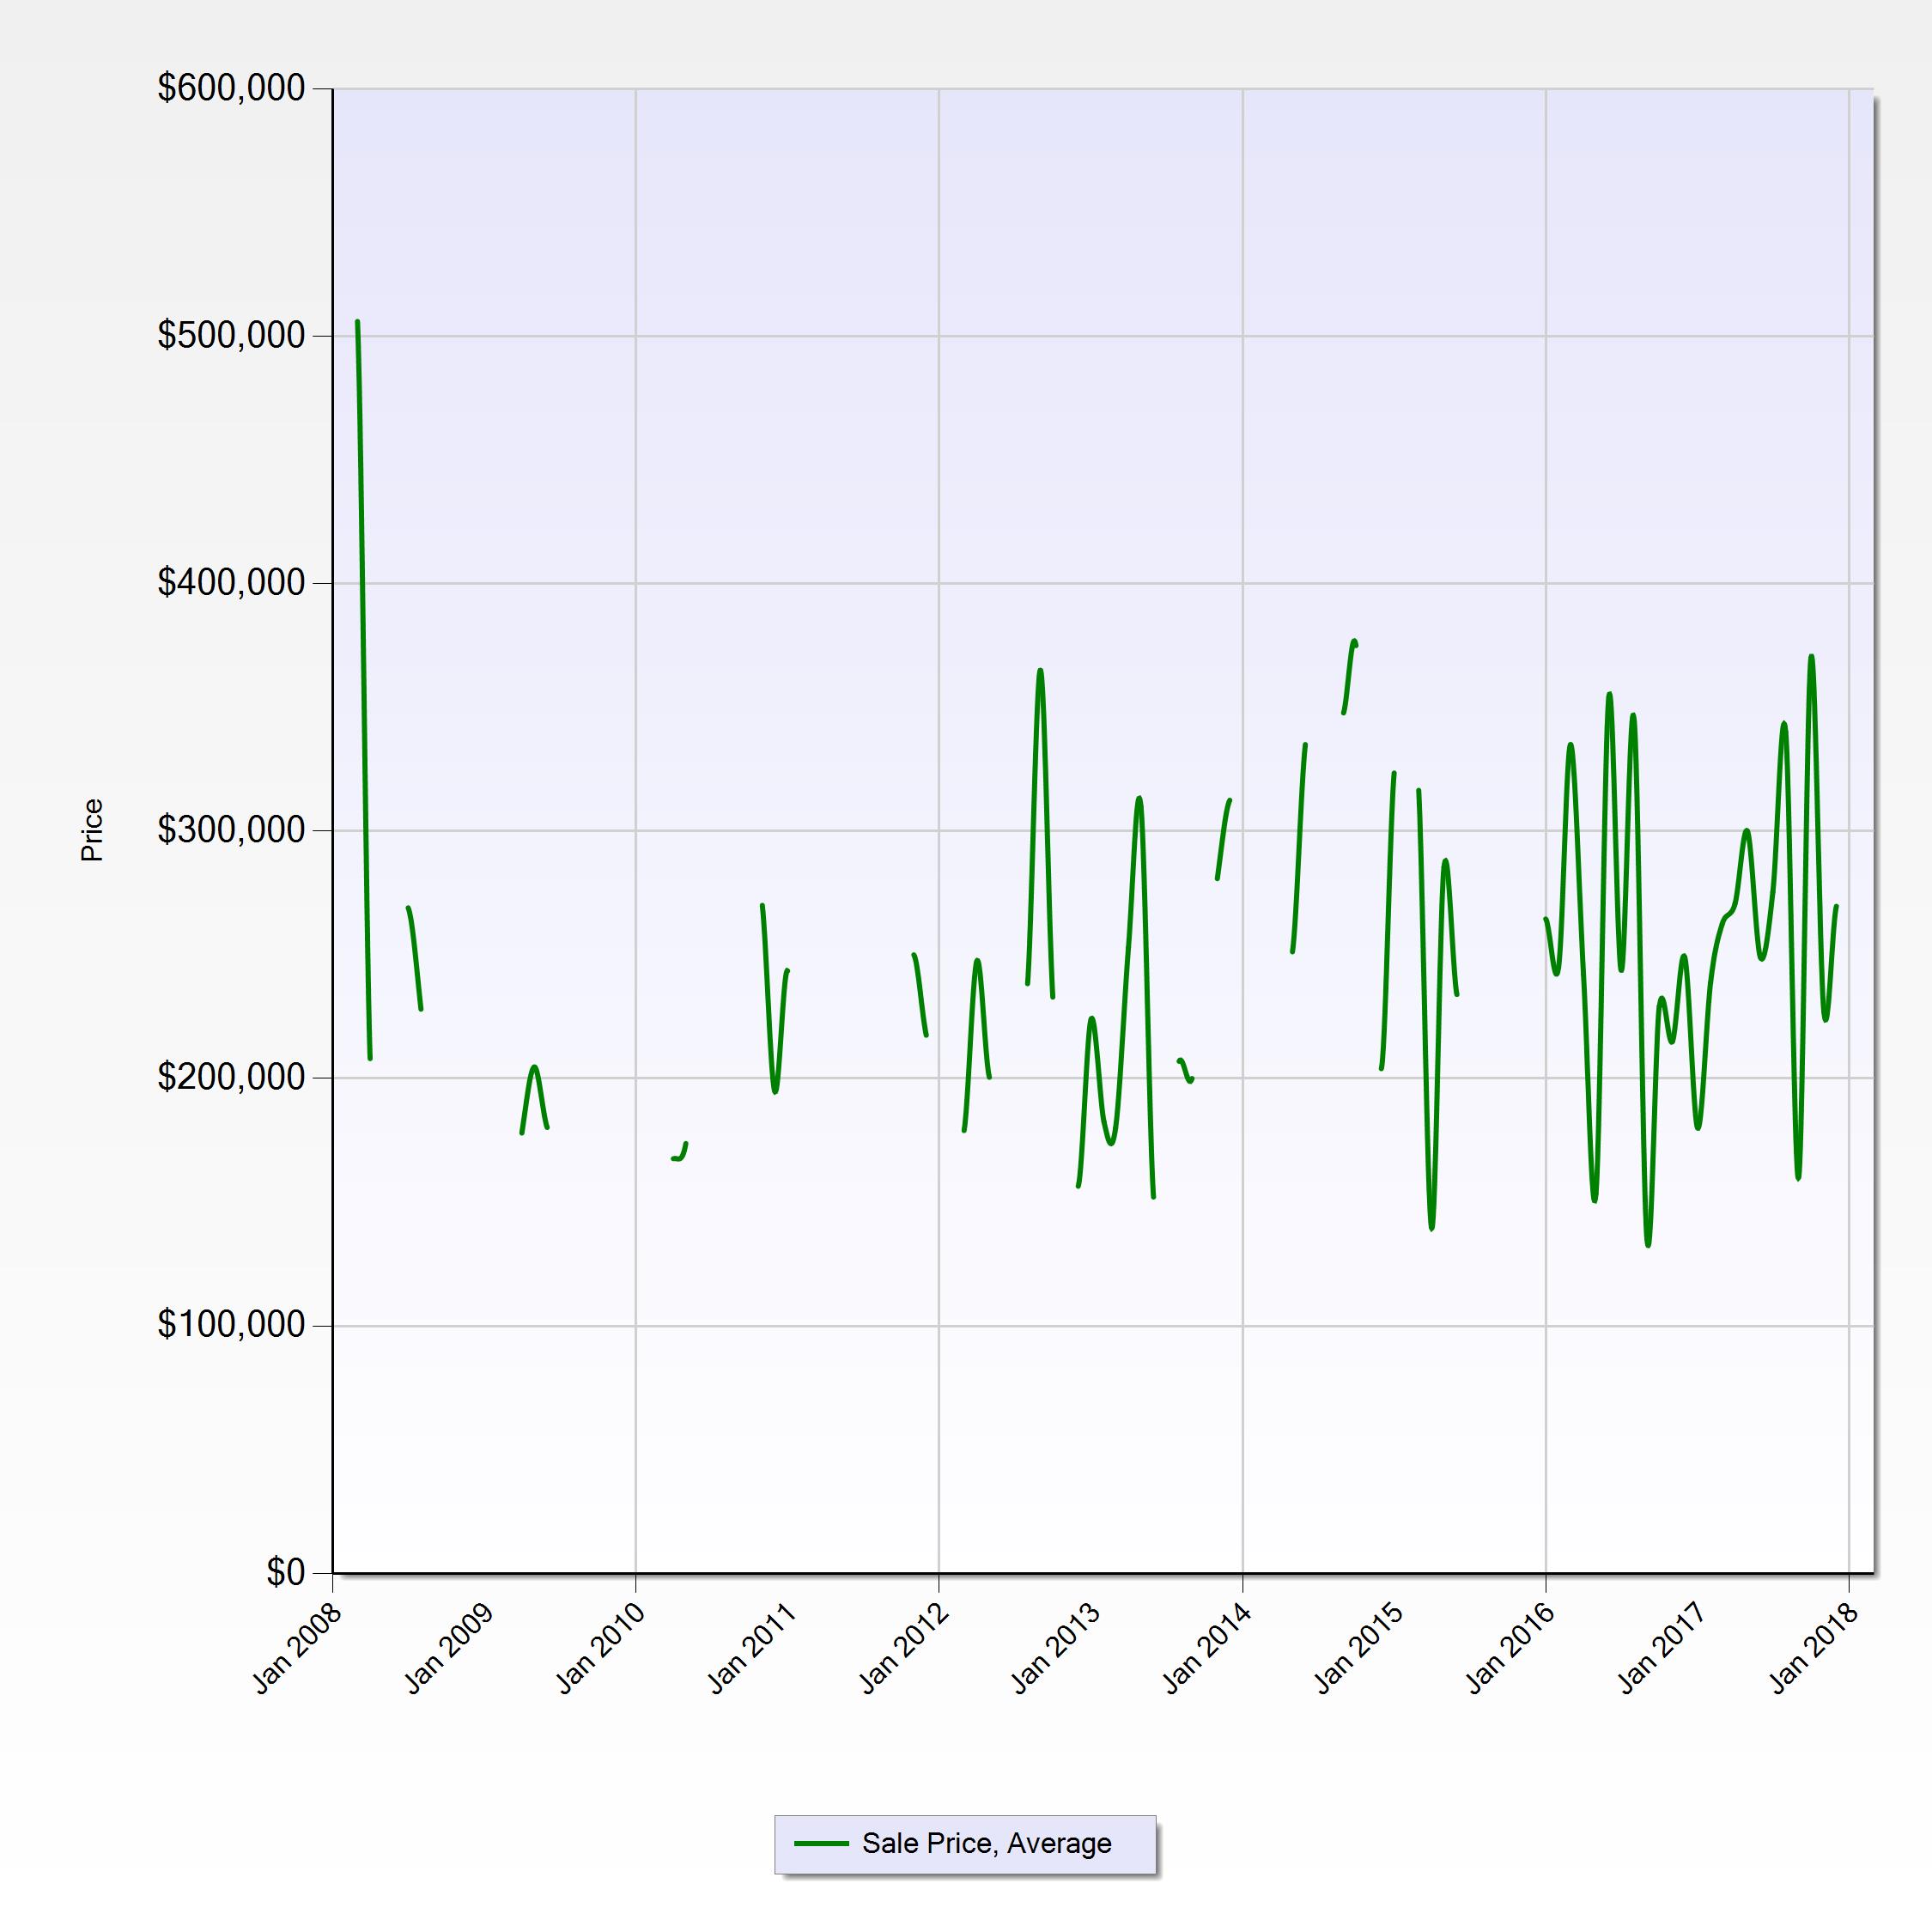 $600,000
$500,000
$400,000
$300,000
$200,000
$100,000
$0
Price
Jan 2008
Jan 2009
Jan 2010
Jan 2011
Jan 2012
Jan 2013
Jan 2014
Jan 2015
Jan 2016
Jan 2017
Jan 2018
Sale Price, Average